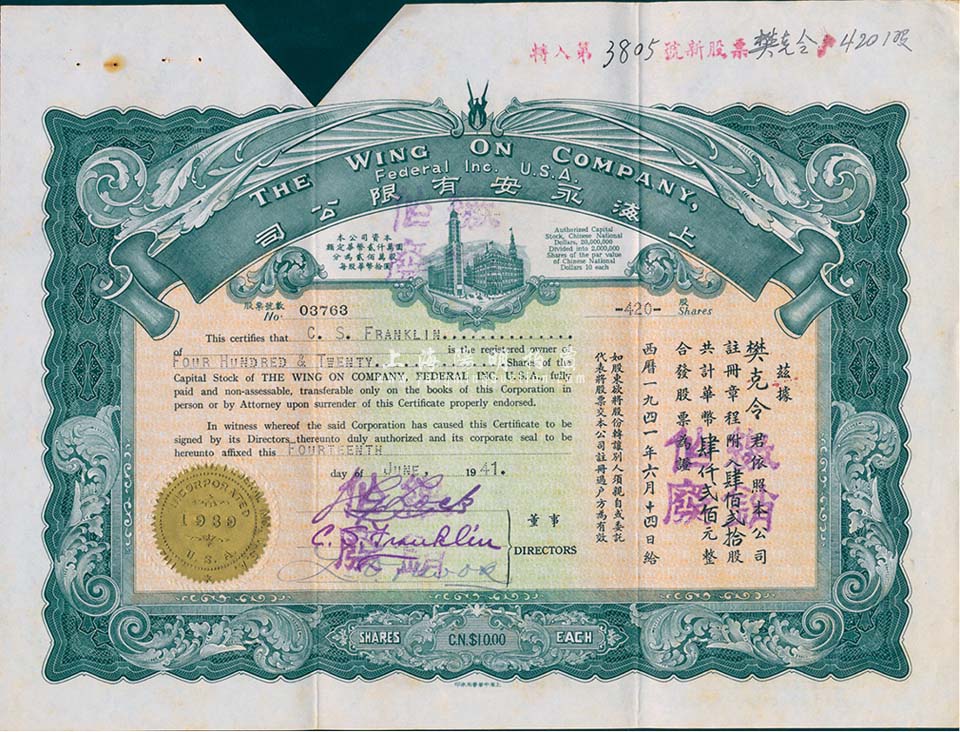 轉入第 3805 號新股票 樊克令 420股
THE WING ON COMPANY,
Federal Inc. U.S.A.
上海永安有限公司
本公司資本
額定華幣貳仟萬圓
分為貳佰萬股
每股華幣拾圓
Authorized Capital
Stock, Chinese National
Dollars, 20,000,000
Divided into 2,000,000
Shares of the par value
of Chinese National
Dollars 10 each
股票號數
No. 03763
-420- 股
Shares
This certifies that C. S. FRANKLIN
of is the registered owner of
FOUR HUNDRED & TWENTY Shares of the
Capital Stock of THE WING ON COMPANY, FEDERAL INC., U.S.A., fully
paid and non-assessable, transferable only on the books of this Corporation in
person or by Attorney upon surrender of this Certificate properly endorsed.
In witness whereof the said Corporation has caused this Certificate to be
signed by its Directors thereunto duly authorized and its corporate seal to be
hereunto affixed this FOURTEENTH
day of JUNE, 1941.
茲據
樊克令君依照本公司
註冊章程附入肆佰貳拾股
共計華幣肆仟貳佰元整
合發股票為證
西曆一九四一年六月十四日給
如股東欲將股份轉讓別人須親自或委託
代表將股票交本公司註冊過戶方為有效
註銷
作廢
INCORPORATED
1939
U.S.A.
C. S. Franklin
董事
DIRECTORS
SHARES C.N.$10.00 EACH